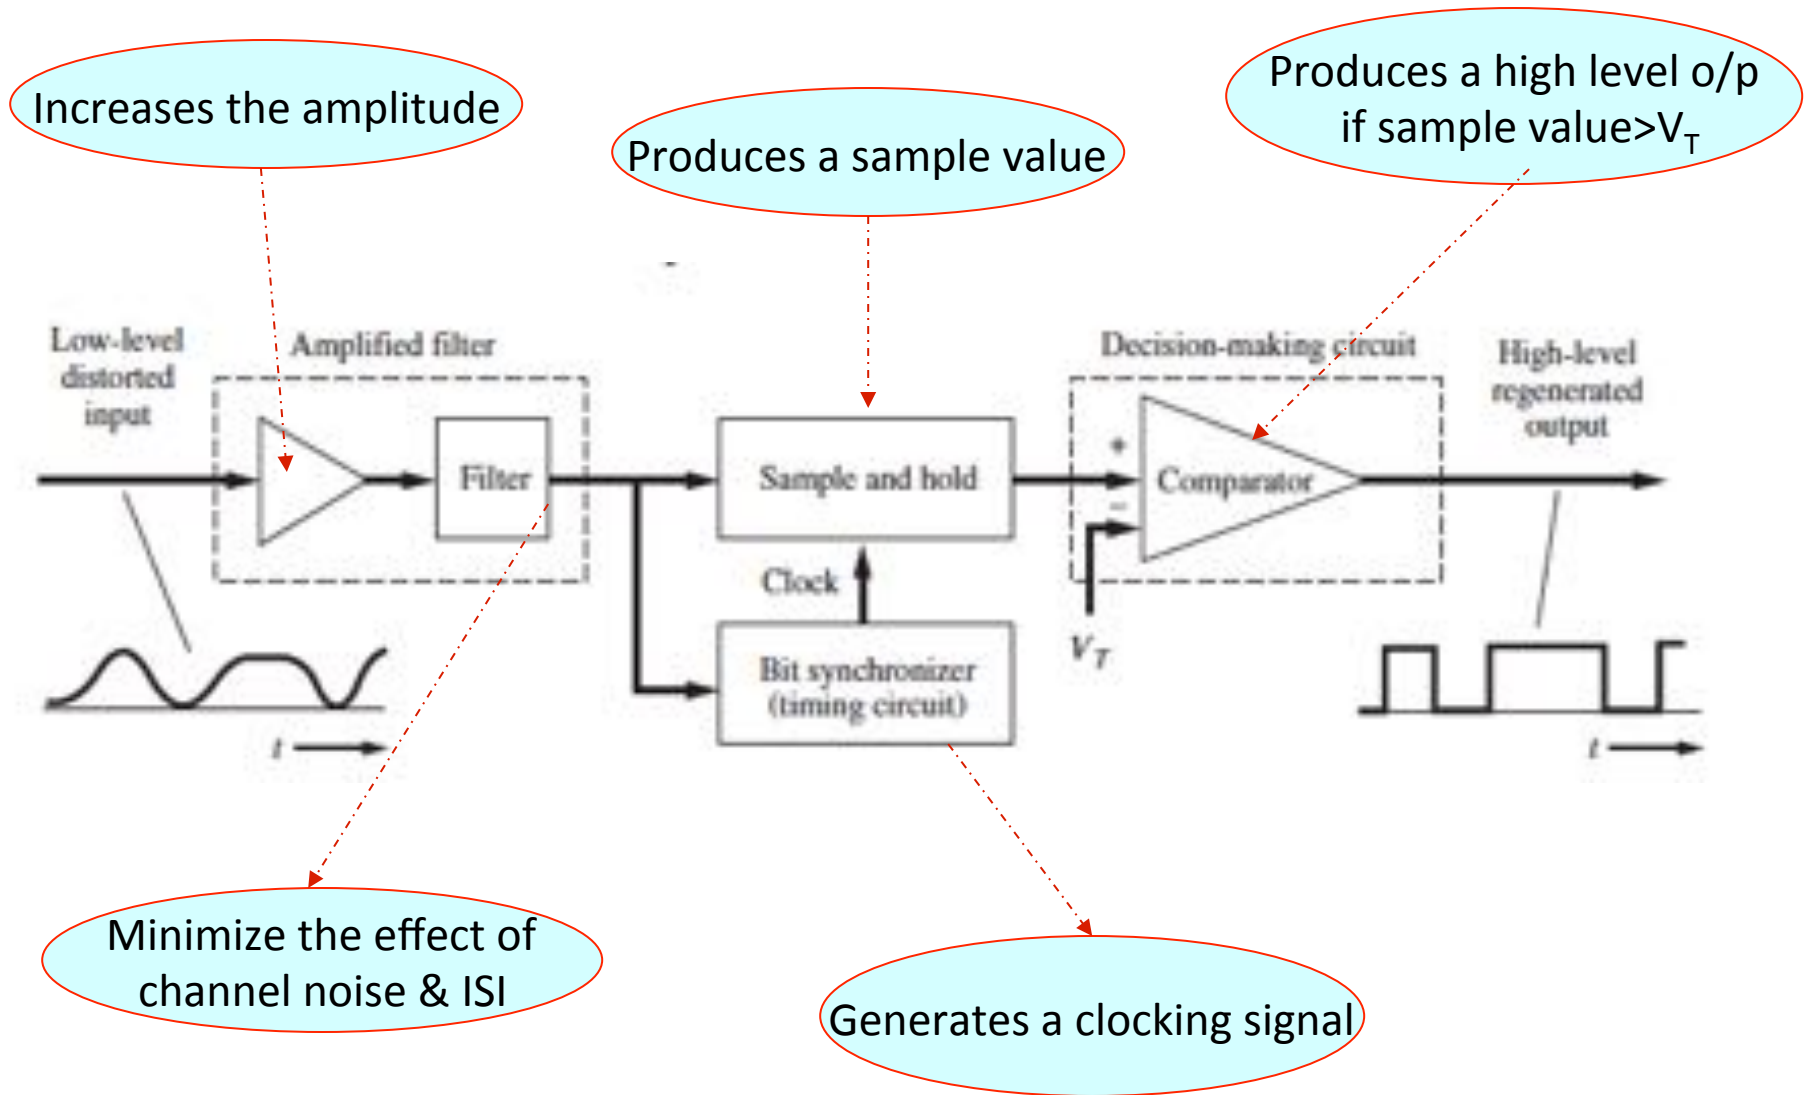 Increases the amplitude
Produces a sample value
Produces a high level o/p
if sample value>V_T
Low-level
distorted
input
Amplified filter
Decision-making circuit
High-level
regenerated
output
Filter
Sample and hold
+
−
Comparator
Clock
V_T
Bit synchronizer
(timing circuit)
t
t
Minimize the effect of
channel noise & ISI
Generates a clocking signal